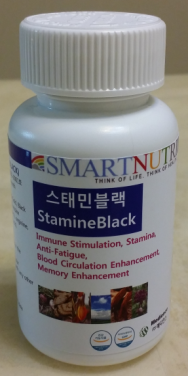 SMARTNUTRI
THINK OF LIFE. THINK OF
스태민블랙
StamineBlack
Immune Stimulation, Stamina,
Anti-Fatigue,
Blood Circulation Enhancement,
Memory Enhancement